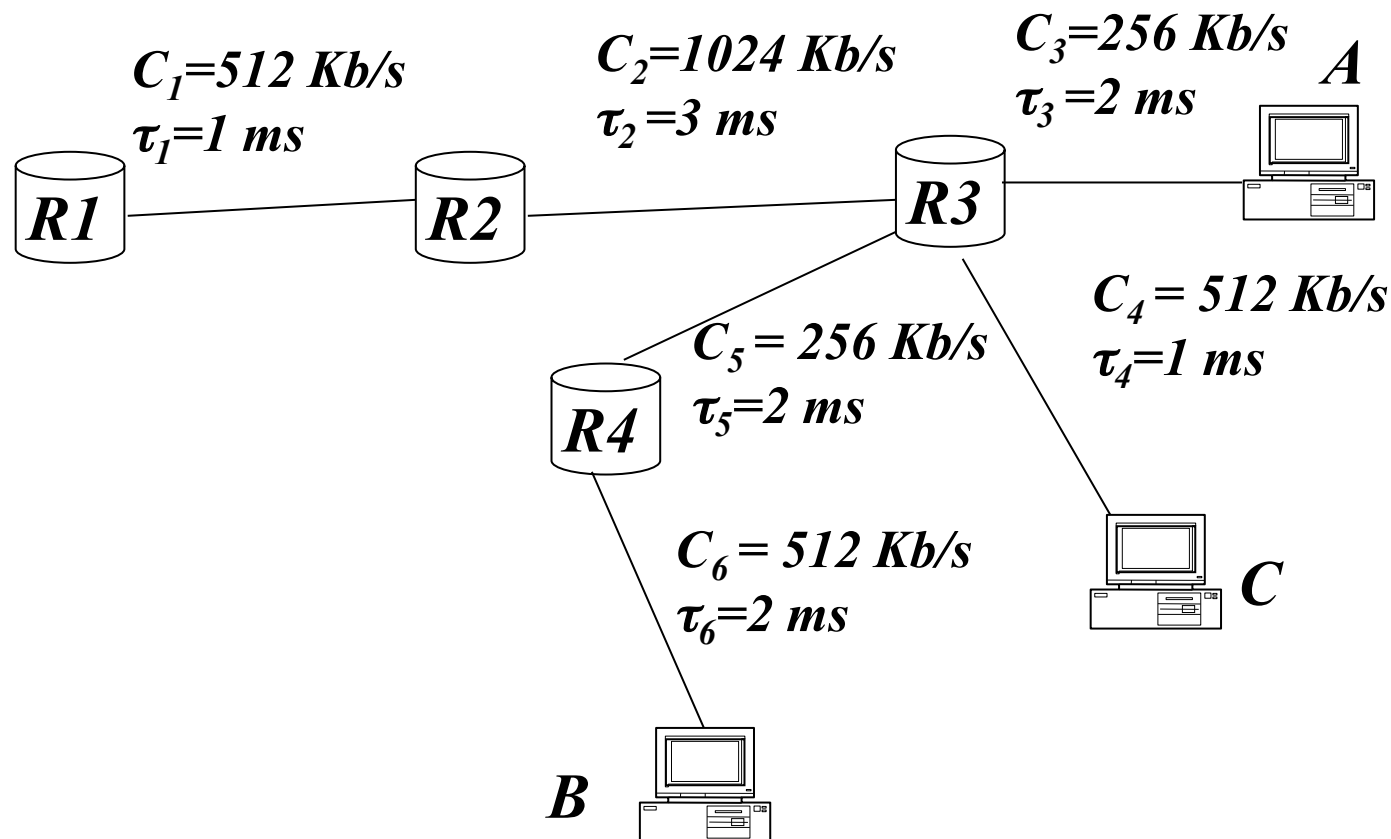 C₁=512 Kb/s
τ₁=1 ms
C₂=1024 Kb/s
τ₂=3 ms
C₃=256 Kb/s
τ₃=2 ms
A
R1
R2
R3
C₄ = 512 Kb/s
τ₄=1 ms
C₅ = 256 Kb/s
τ₅=2 ms
R4
C₆ = 512 Kb/s
τ₆=2 ms
C
B